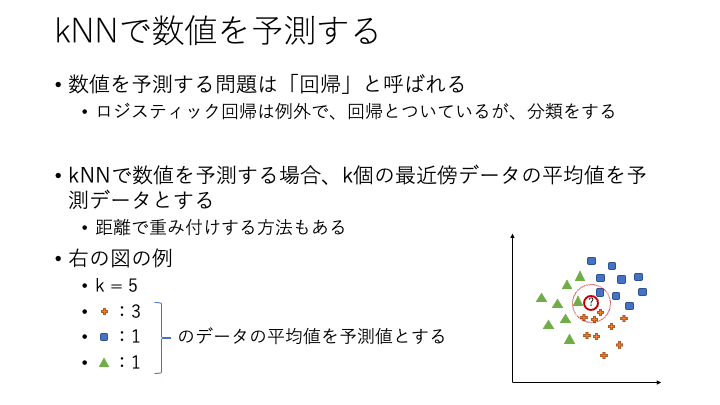 kNNで数値を予測する
• 数値を予測する問題は「回帰」と呼ばれる
• ロジスティック回帰は例外で、回帰とついているが、分類をする
• kNNで数値を予測する場合、k個の最近傍データの平均値を予
測データとする
• 距離で重み付けする方法もある
• 右の図の例
• k = 5
• ：3
• ：1 のデータの平均値を予測値とする
• ：1
?